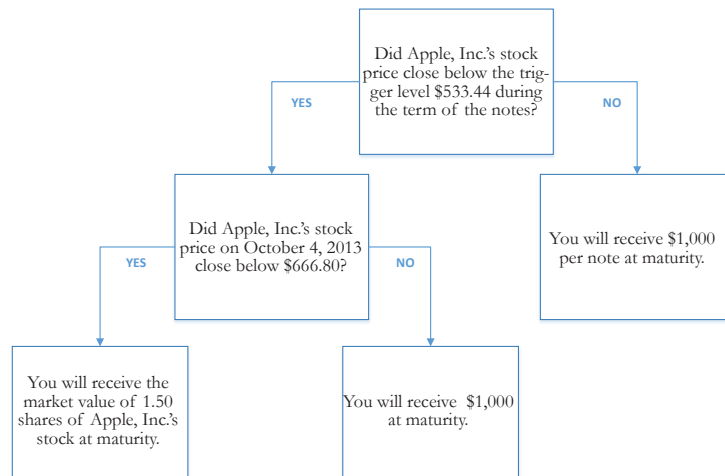 Did Apple, Inc.'s stock
price close below the trig-
ger level $533.44 during
the term of the notes?
YES
NO
Did Apple, Inc.'s stock
price on October 4, 2013
close below $666.80?
You will receive $1,000
per note at maturity.
YES
NO
You will receive the
market value of 1.50
shares of Apple, Inc.'s
stock at maturity.
You will receive $1,000
at maturity.